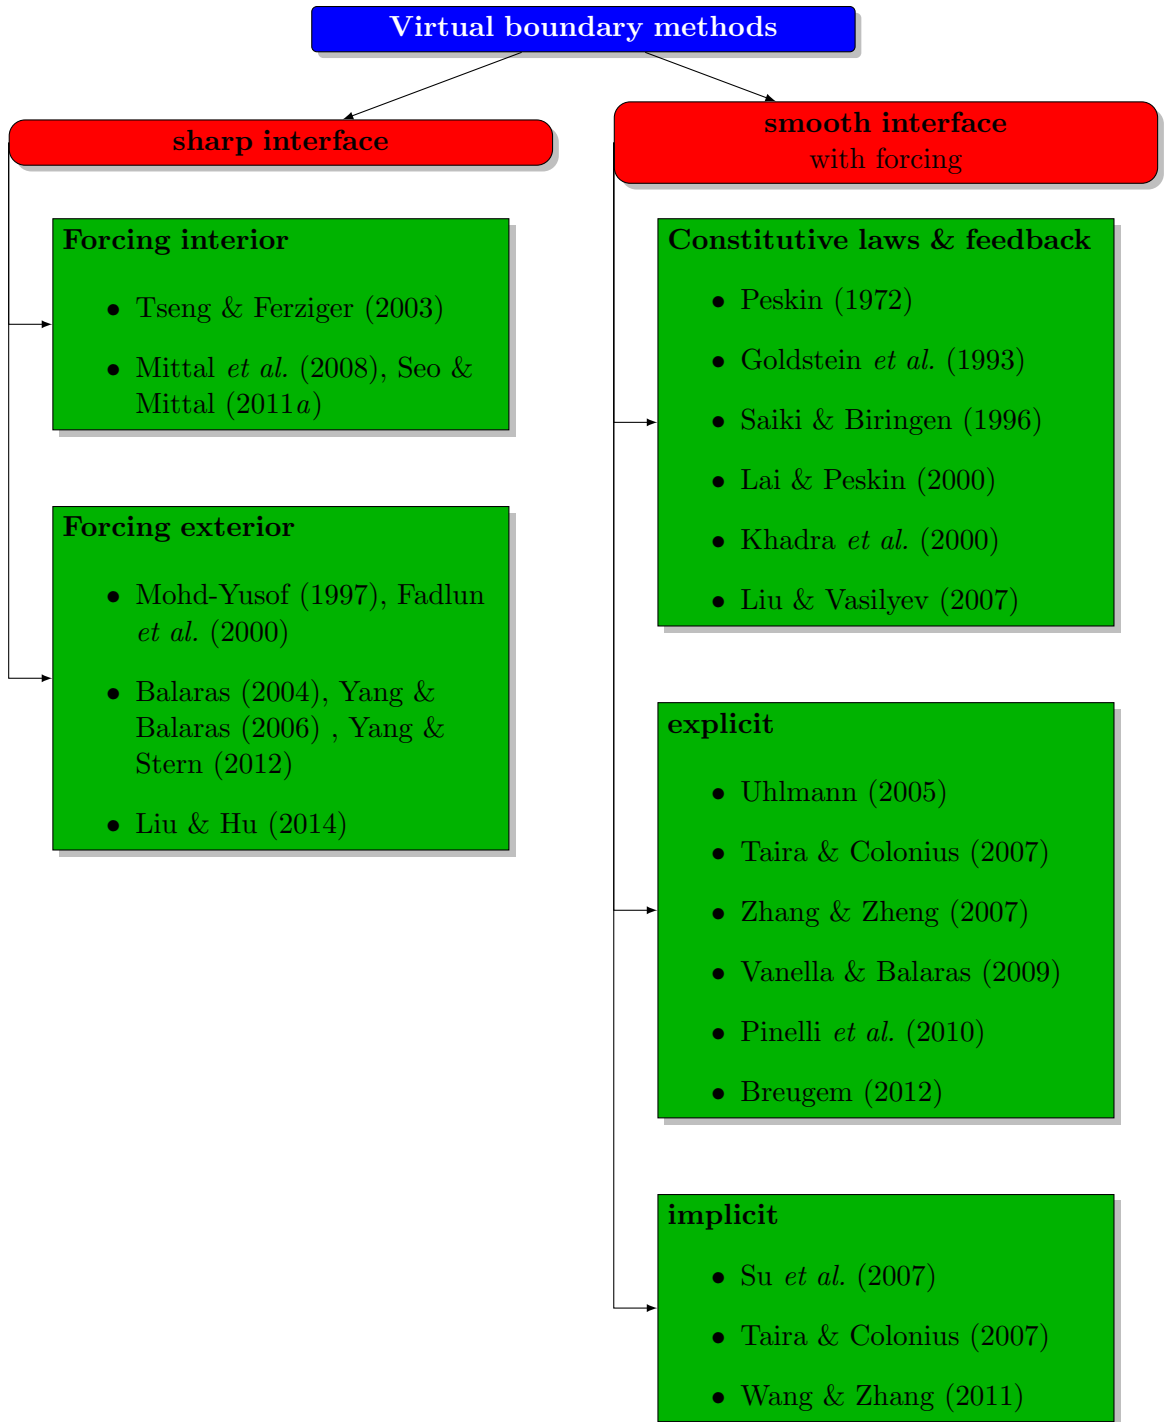 Virtual boundary methods
sharp interface
Forcing interior
• Tseng & Ferziger (2003)
• Mittal et al. (2008), Seo &
Mittal (2011a)
Forcing exterior
• Mohd-Yusof (1997), Fadlun
et al. (2000)
• Balaras (2004), Yang &
Balaras (2006) , Yang &
Stern (2012)
• Liu & Hu (2014)
smooth interface
with forcing
Constitutive laws & feedback
• Peskin (1972)
• Goldstein et al. (1993)
• Saiki & Biringen (1996)
• Lai & Peskin (2000)
• Khadra et al. (2000)
• Liu & Vasilyev (2007)
explicit
• Uhlmann (2005)
• Taira & Colonius (2007)
• Zhang & Zheng (2007)
• Vanella & Balaras (2009)
• Pinelli et al. (2010)
• Breugem (2012)
implicit
• Su et al. (2007)
• Taira & Colonius (2007)
• Wang & Zhang (2011)